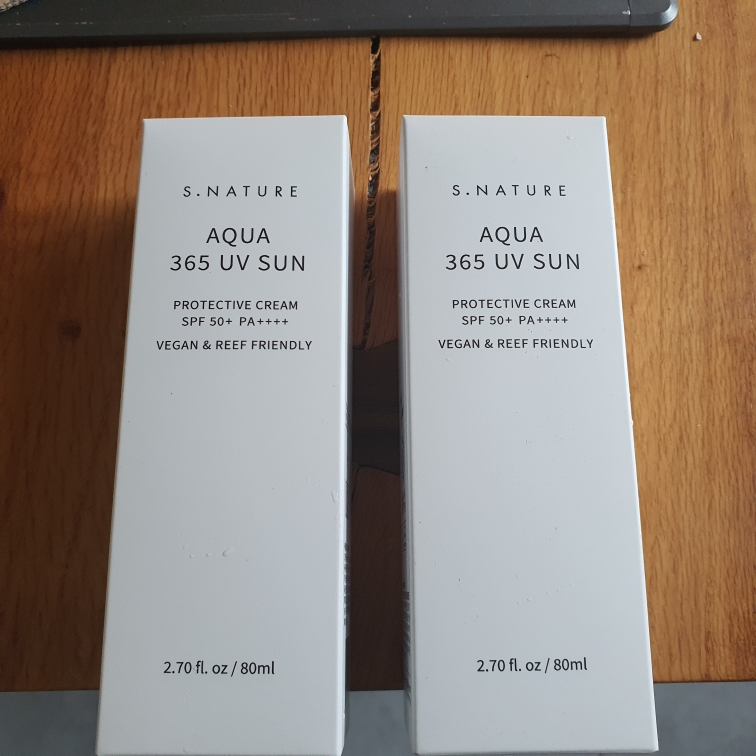 S.NATURE
AQUA
365 UV SUN
PROTECTIVE CREAM
SPF 50+ PA++++
VEGAN & REEF FRIENDLY
2.70 fl. oz / 80ml
S.NATURE
AQUA
365 UV SUN
PROTECTIVE CREAM
SPF 50+ PA++++
VEGAN & REEF FRIENDLY
2.70 fl. oz / 80ml